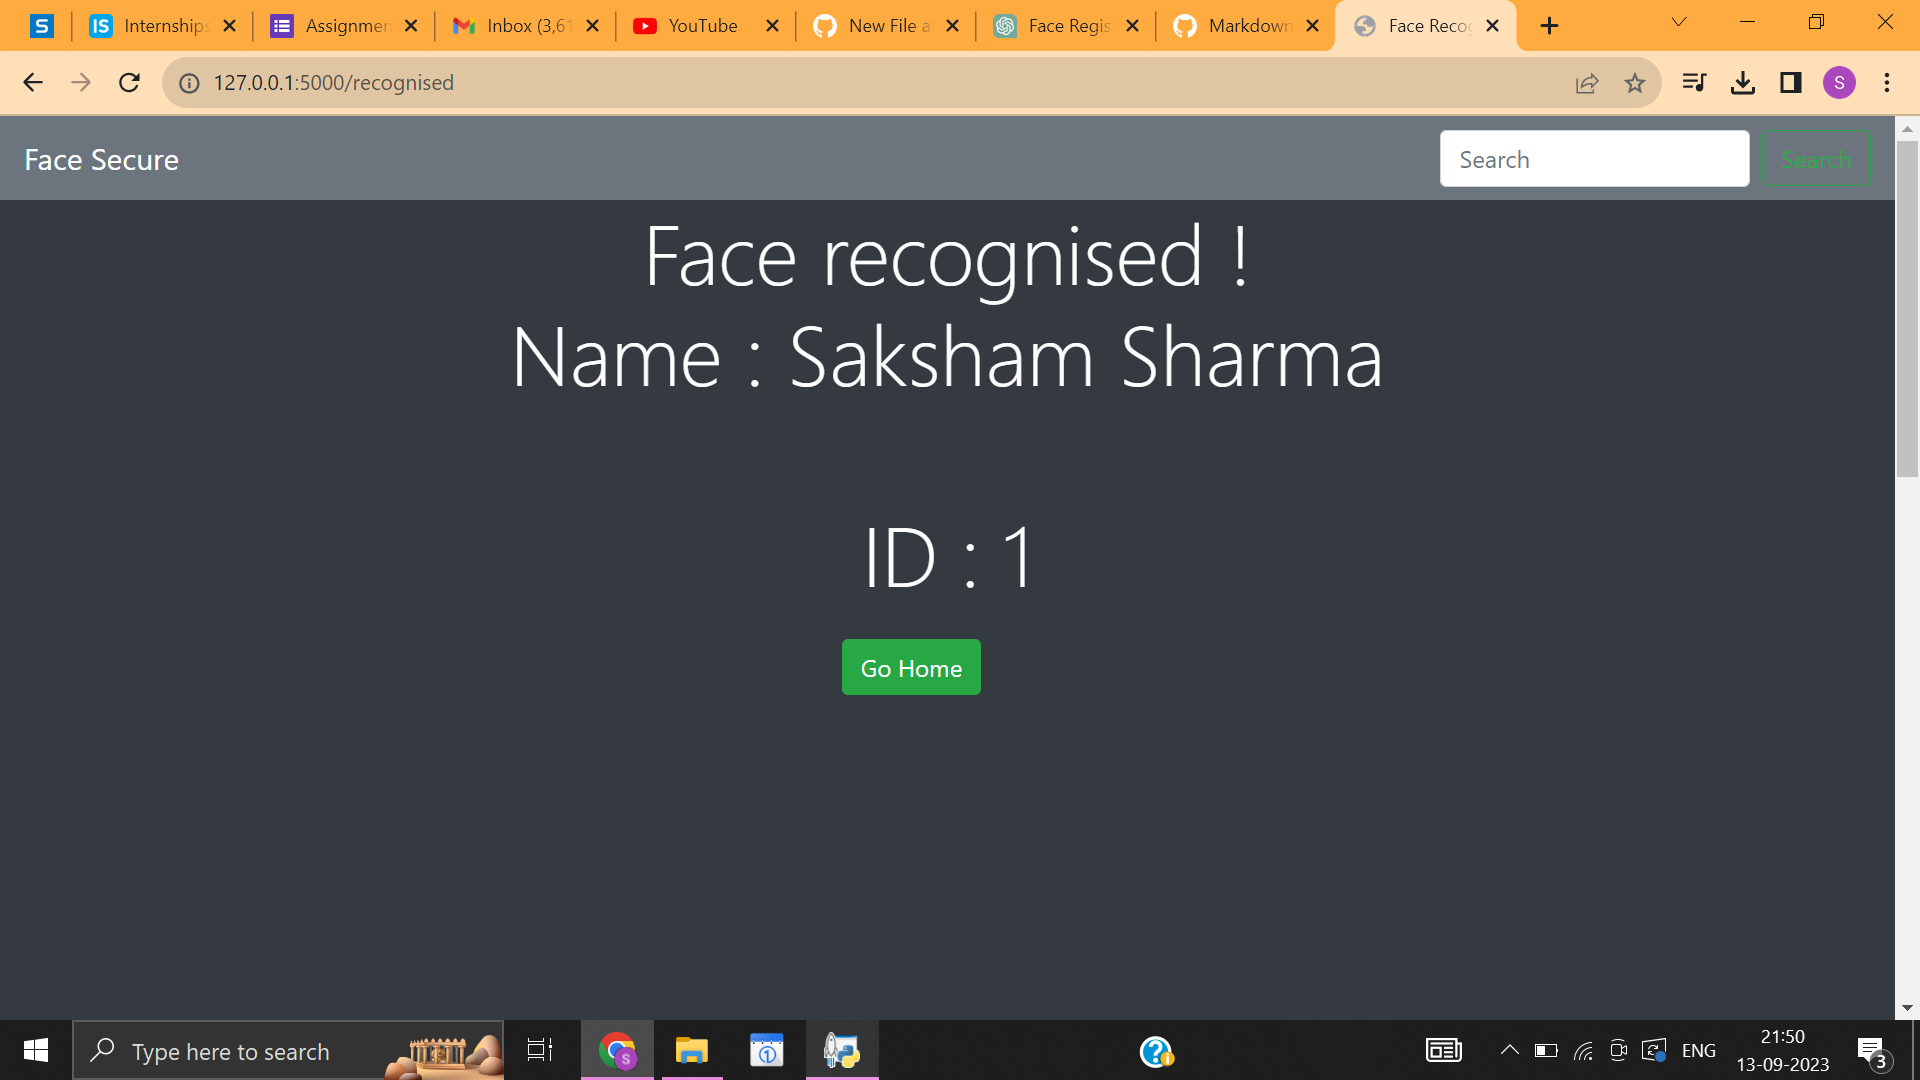 S
IS Internships
Assignmen
Inbox (3,61
YouTube
New File a
Face Regis
Markdown
Face Recog
127.0.0.1:5000/recognised
S
Face Secure
Search
Search
Face recognised !
Name : Saksham Sharma
ID : 1
Go Home
Type here to search
S
1
?
ENG
21:50
13-09-2023
3